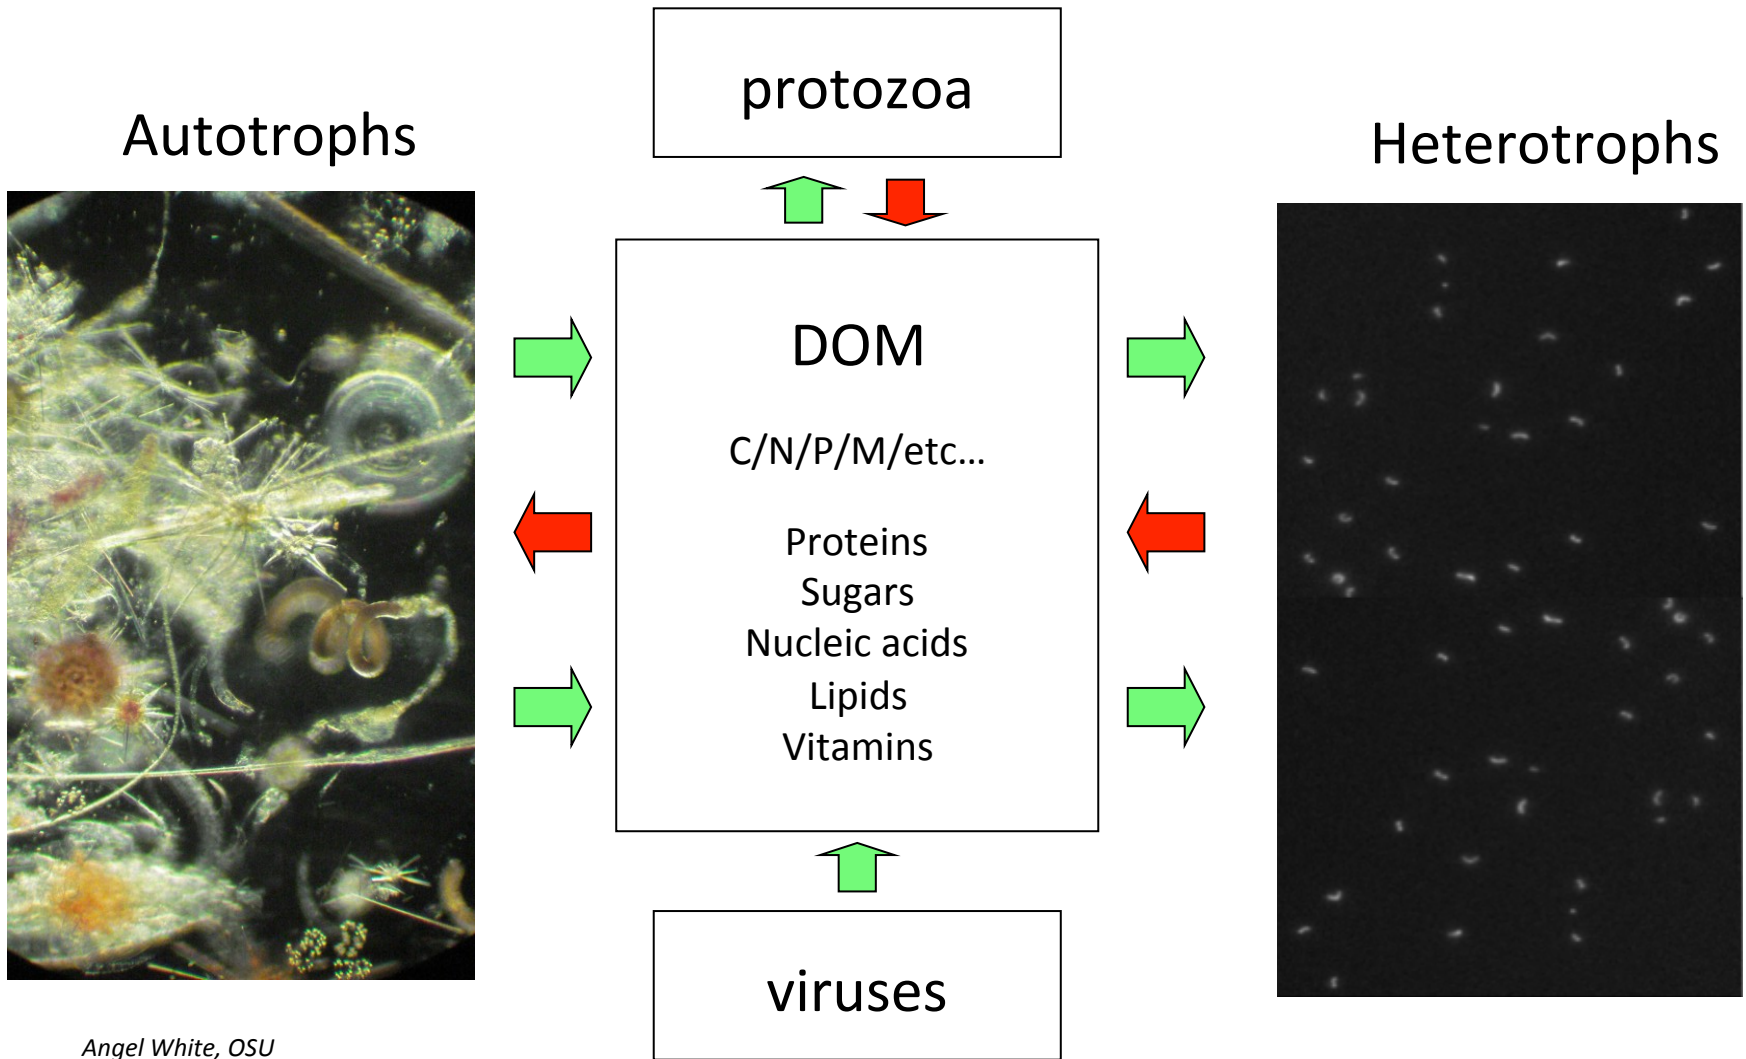 protozoa
Autotrophs
Heterotrophs
DOM
C/N/P/M/etc…
Proteins
Sugars
Nucleic acids
Lipids
Vitamins
viruses
Angel White, OSU